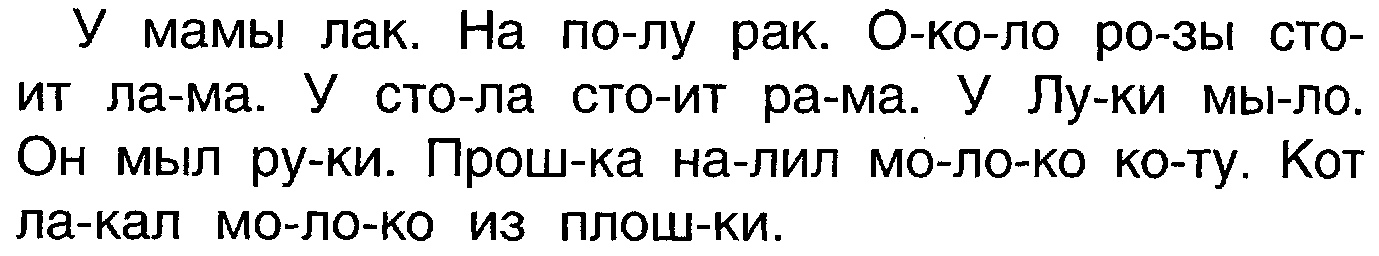 У мамы лак. На по-лу рак. О-ко-ло ро-зы сто-
ит ла-ма. У сто-ла сто-ит ра-ма. У Лу-ки мы-ло.
Он мыл ру-ки. Прош-ка на-лил мо-ло-ко ко-ту. Кот
ла-кал мо-ло-ко из плош-ки.